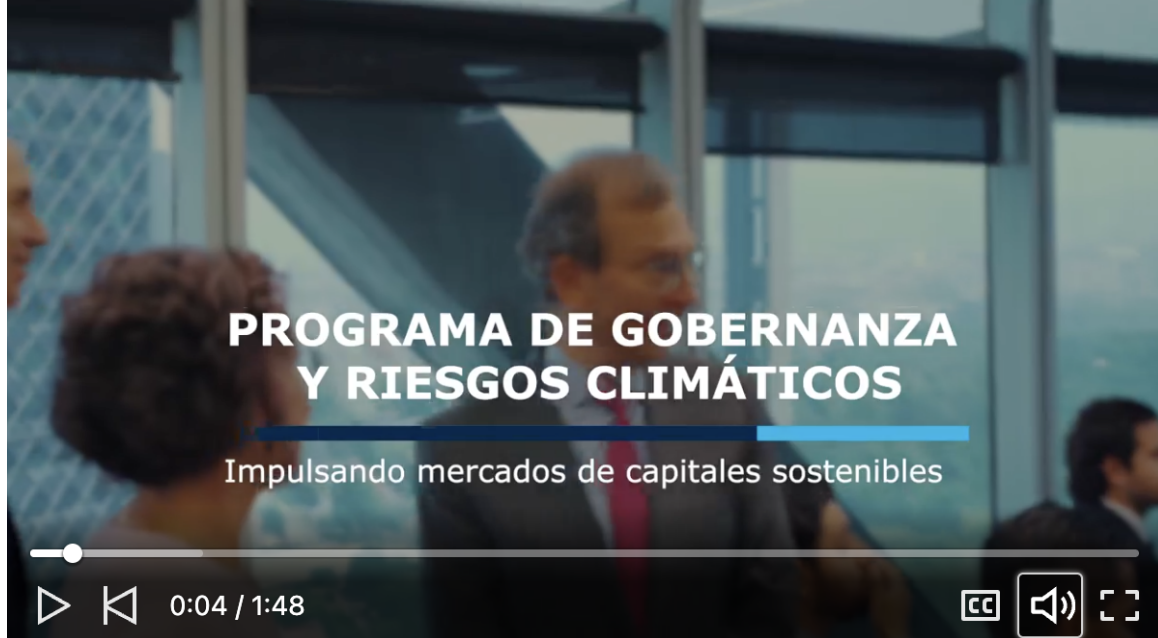 PROGRAMA DE GOBERNANZA
Y RIESGOS CLIMÁTICOS
Impulsando mercados de capitales sostenibles
0:04 / 1:48
CC